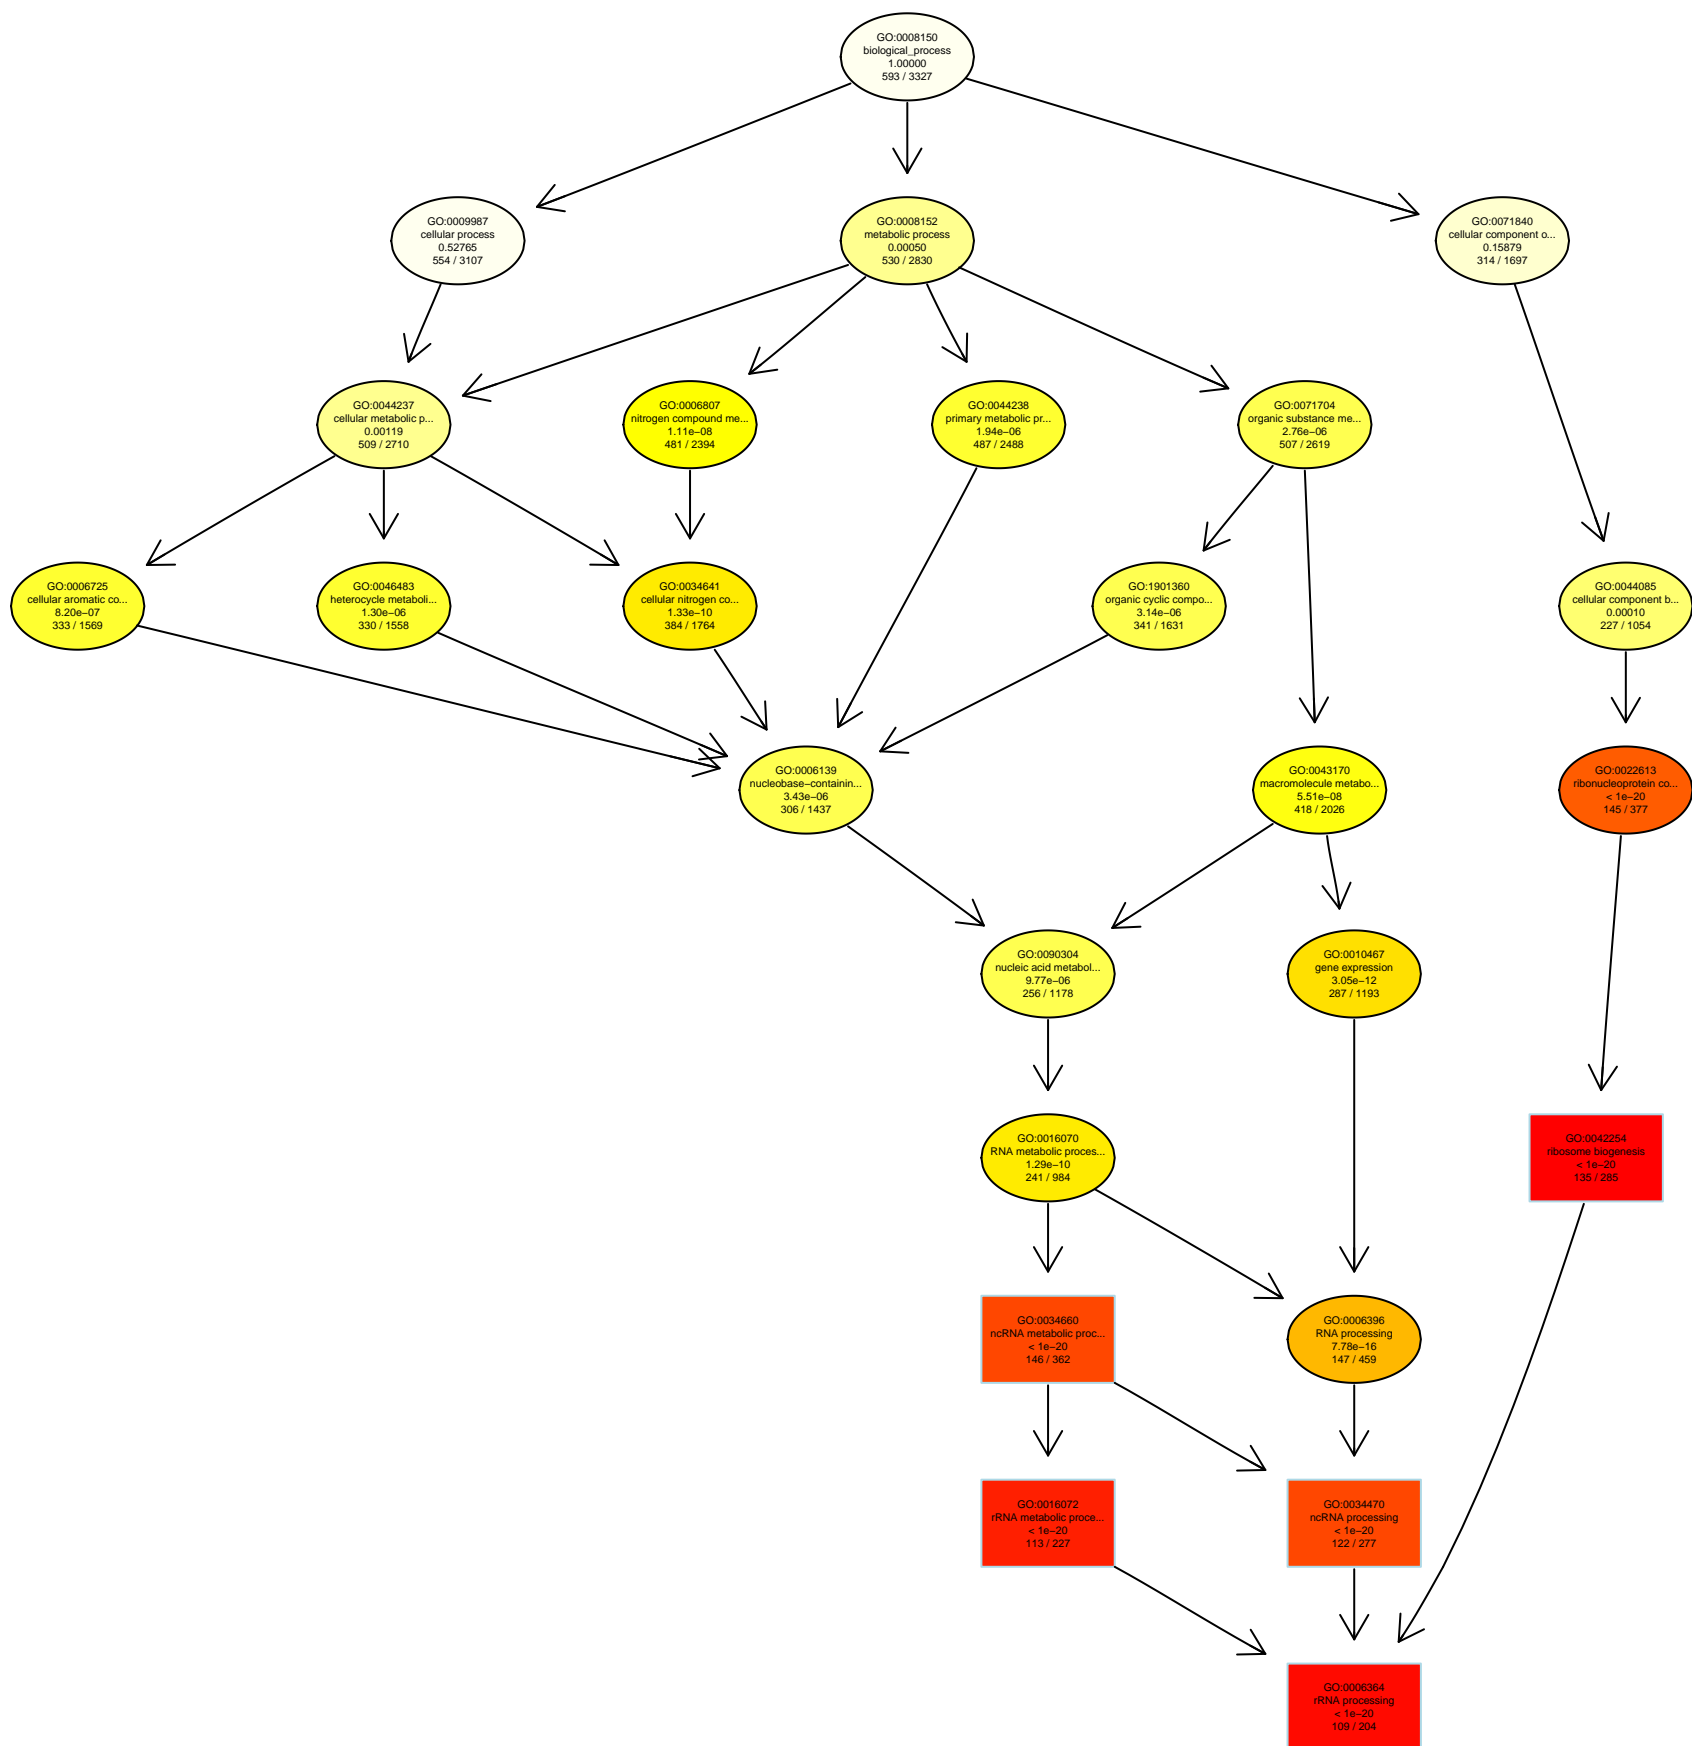 GO:0008150
biological_process
1.00000
593 / 3327
GO:0009987
cellular process
0.52765
554 / 3107
GO:0008152
metabolic process
0.00050
530 / 2830
GO:0071840
cellular component o...
0.15879
314 / 1697
GO:0044237
cellular metabolic p...
0.00119
509 / 2710
GO:0006807
nitrogen compound me...
1.11e−08
481 / 2394
GO:0044238
primary metabolic pr...
1.94e−06
487 / 2488
GO:0071704
organic substance me...
2.76e−06
507 / 2619
GO:0006725
cellular aromatic co...
8.20e−07
333 / 1569
GO:0046483
heterocycle metaboli...
1.30e−06
330 / 1558
GO:0034641
cellular nitrogen co...
1.33e−10
384 / 1764
GO:1901360
organic cyclic compo...
3.14e−06
341 / 1631
GO:0044085
cellular component b...
0.00010
227 / 1054
GO:0006139
nucleobase−containin...
3.43e−06
306 / 1437
GO:0043170
macromolecule metabo...
5.51e−08
418 / 2026
GO:0022613
ribonucleoprotein co...
< 1e−20
145 / 377
GO:0090304
nucleic acid metabol...
9.77e−06
256 / 1178
GO:0010467
gene expression
3.05e−12
287 / 1193
GO:0016070
RNA metabolic proces...
1.29e−10
241 / 984
GO:0042254
ribosome biogenesis
< 1e−20
135 / 285
GO:0034660
ncRNA metabolic proc...
< 1e−20
146 / 362
GO:0006396
RNA processing
7.78e−16
147 / 459
GO:0016072
rRNA metabolic proce...
< 1e−20
113 / 227
GO:0034470
ncRNA processing
< 1e−20
122 / 277
GO:0006364
rRNA processing
< 1e−20
109 / 204